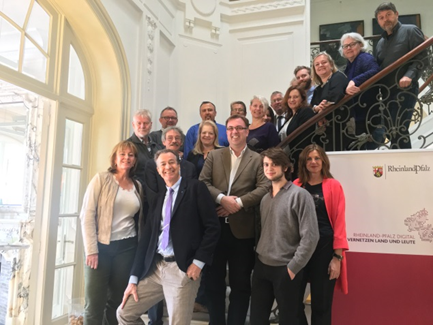 RheinlandPfalz
RHEINLAND-PFALZ DIGITAL
VERNETZEN LAND UND LEUTE